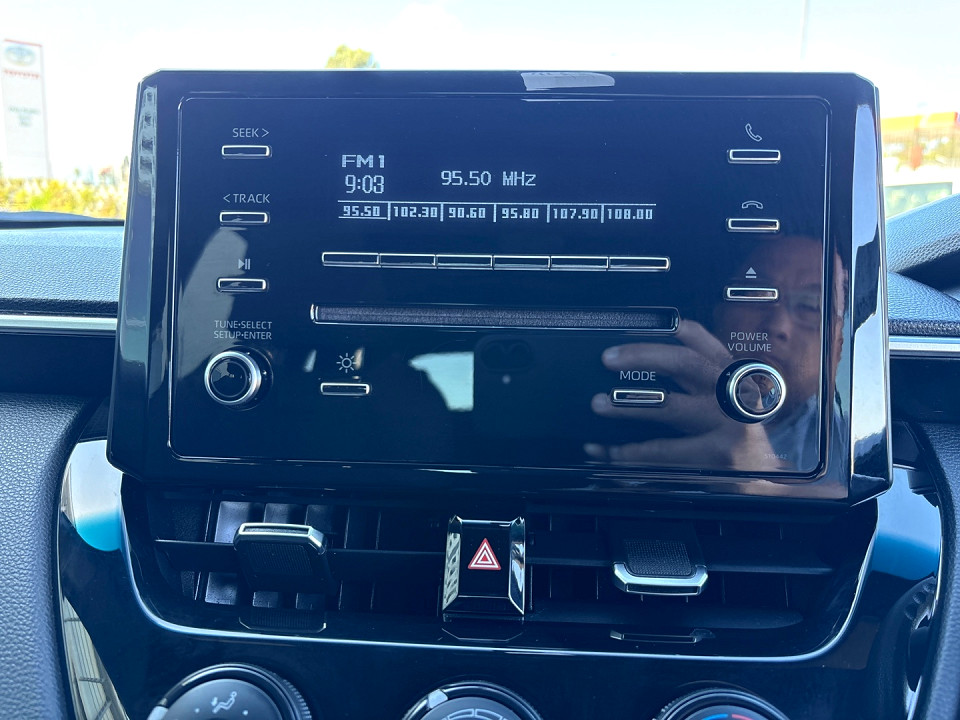 TOYOTA
SEEK >
< TRACK
TUNE•SELECT
SETUP•ENTER
FM1
9:03
95.50 MHz
95.50 102.30 90.60 95.80 107.90 108.00
POWER
VOLUME
MODE